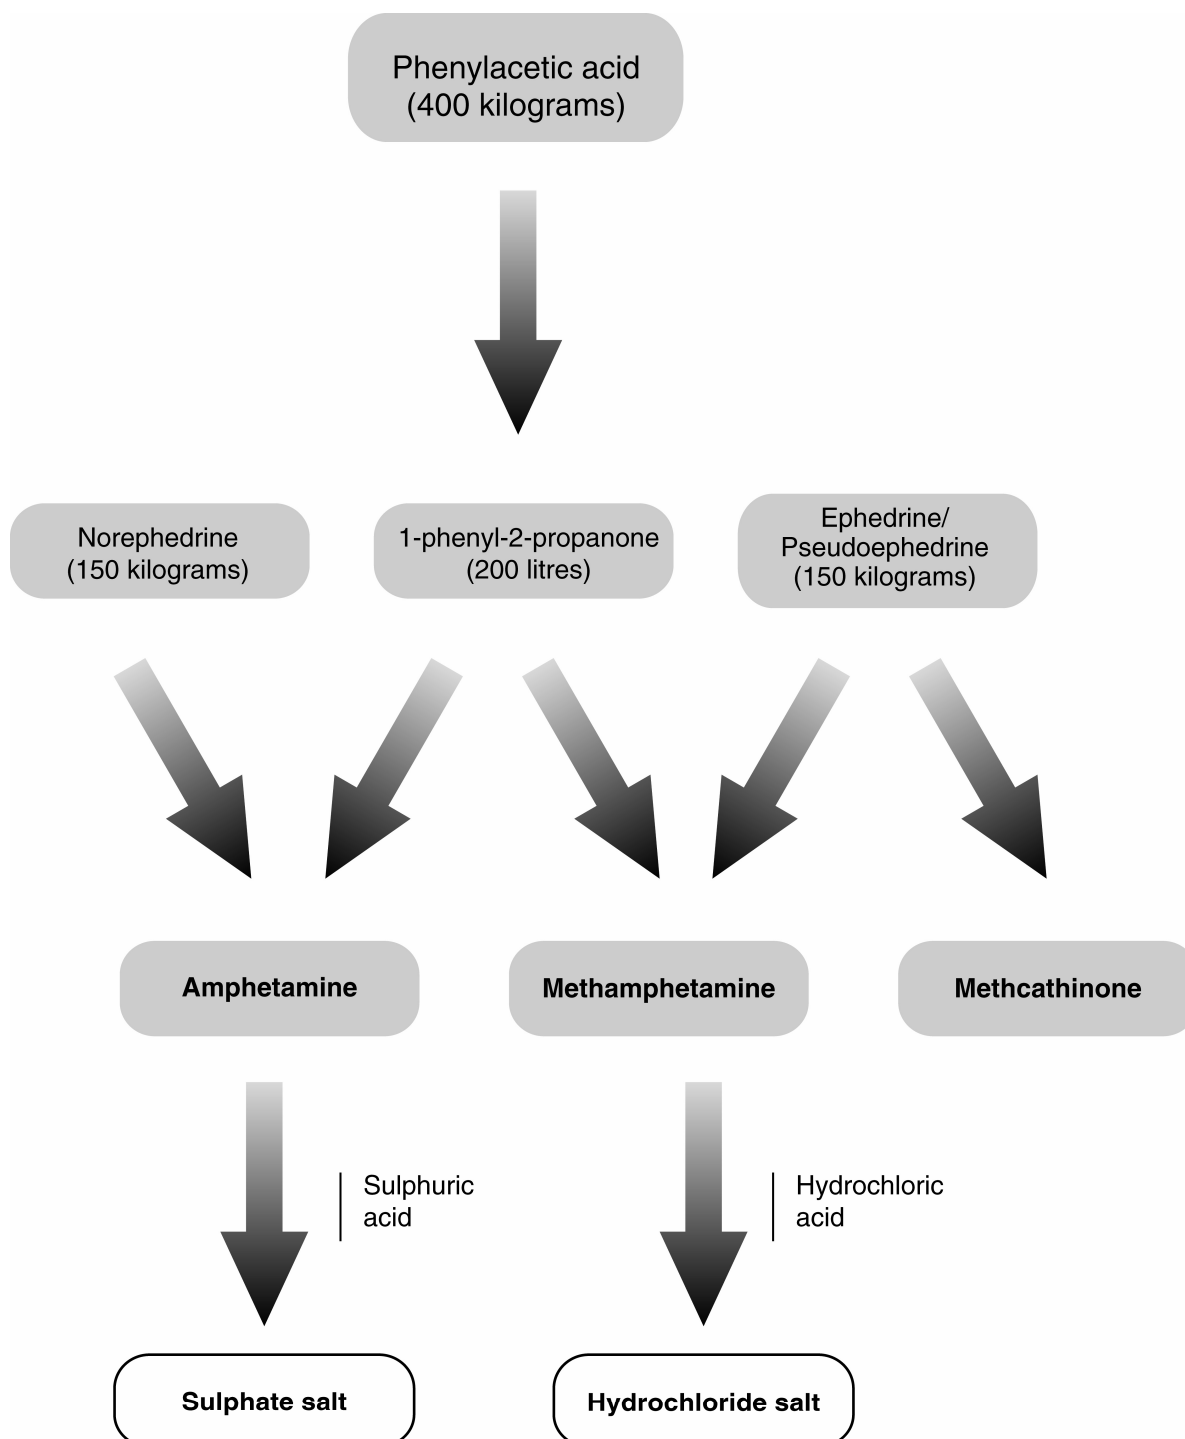 Phenylacetic acid
(400 kilograms)
Norephedrine
(150 kilograms)
1-phenyl-2-propanone
(200 litres)
Ephedrine/
Pseudoephedrine
(150 kilograms)
Amphetamine
Methamphetamine
Methcathinone
Sulphuric
acid
Hydrochloric
acid
Sulphate salt
Hydrochloride salt